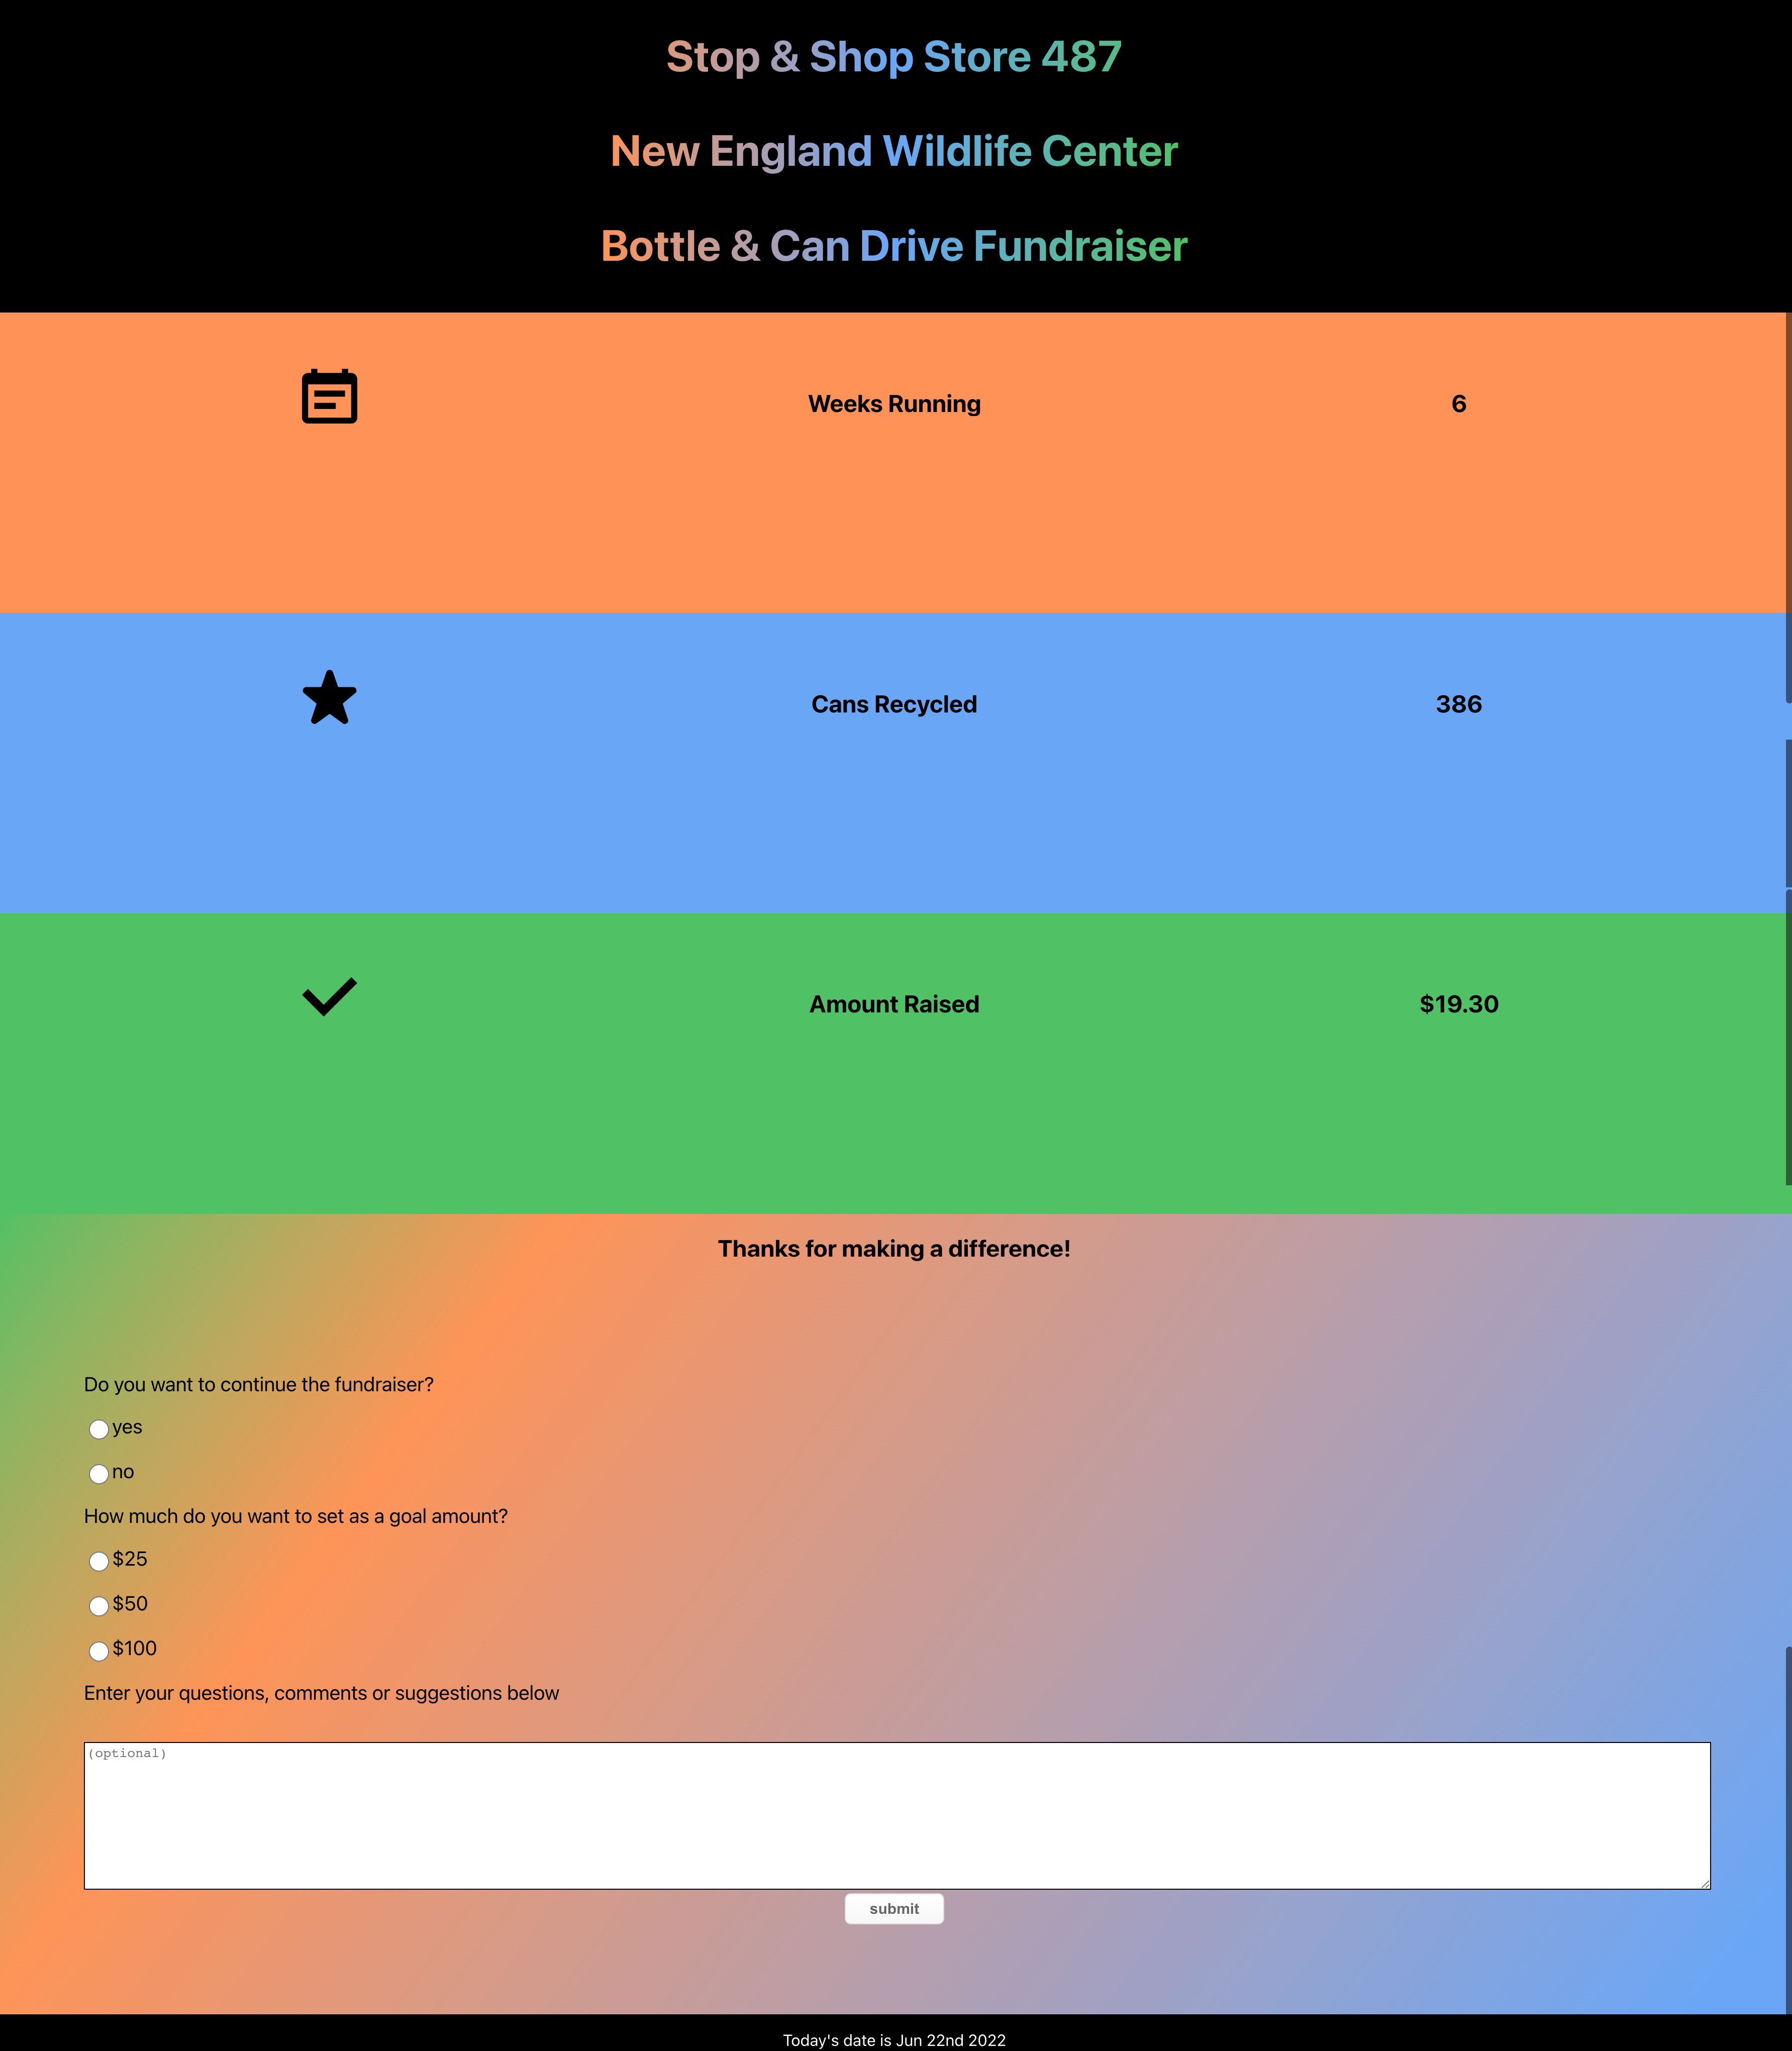 Stop & Shop Store 487
New England Wildlife Center
Bottle & Can Drive Fundraiser
Weeks Running 6
Cans Recycled 386
Amount Raised $19.30
Thanks for making a difference!
Do you want to continue the fundraiser?
yes
no
How much do you want to set as a goal amount?
$25
$50
$100
Enter your questions, comments or suggestions below
(optional)
submit
Today's date is Jun 22nd 2022